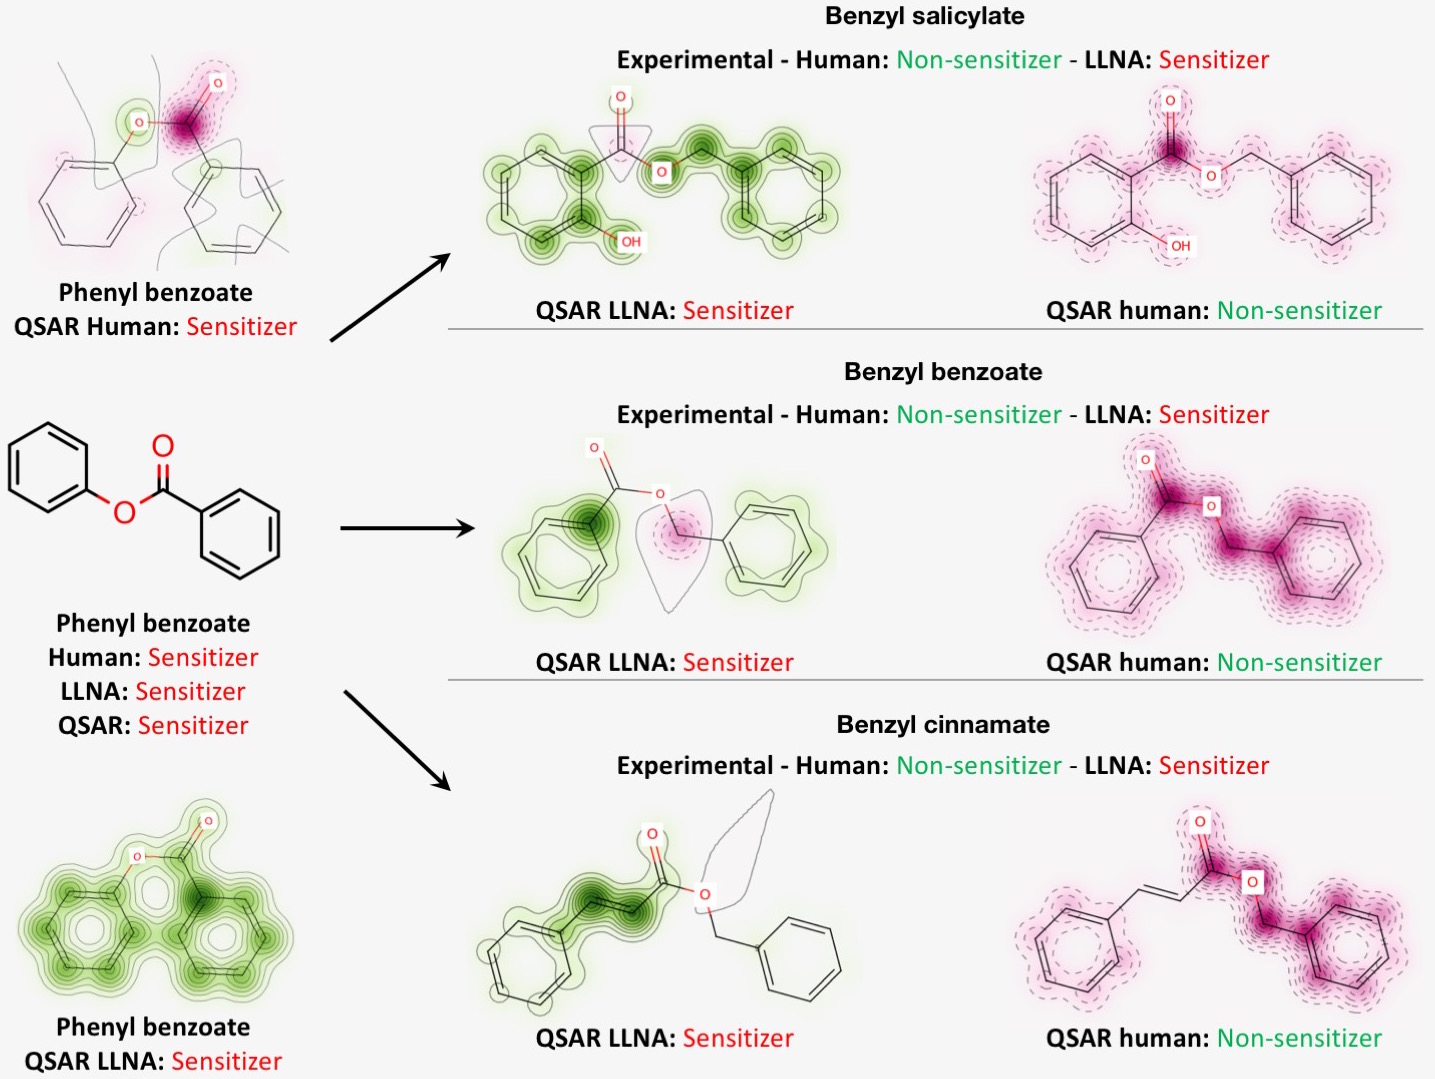 Benzyl salicylate
Experimental - Human: Non-sensitizer - LLNA: Sensitizer
O
O
Phenyl benzoate
QSAR Human: Sensitizer
O
O
OH
QSAR LLNA: Sensitizer
O
O
OH
QSAR human: Non-sensitizer
O
O
Phenyl benzoate
Human: Sensitizer
LLNA: Sensitizer
QSAR: Sensitizer
Benzyl benzoate
Experimental - Human: Non-sensitizer - LLNA: Sensitizer
O
O
QSAR LLNA: Sensitizer
O
O
QSAR human: Non-sensitizer
O
O
Phenyl benzoate
QSAR LLNA: Sensitizer
Benzyl cinnamate
Experimental - Human: Non-sensitizer - LLNA: Sensitizer
O
O
QSAR LLNA: Sensitizer
O
O
QSAR human: Non-sensitizer